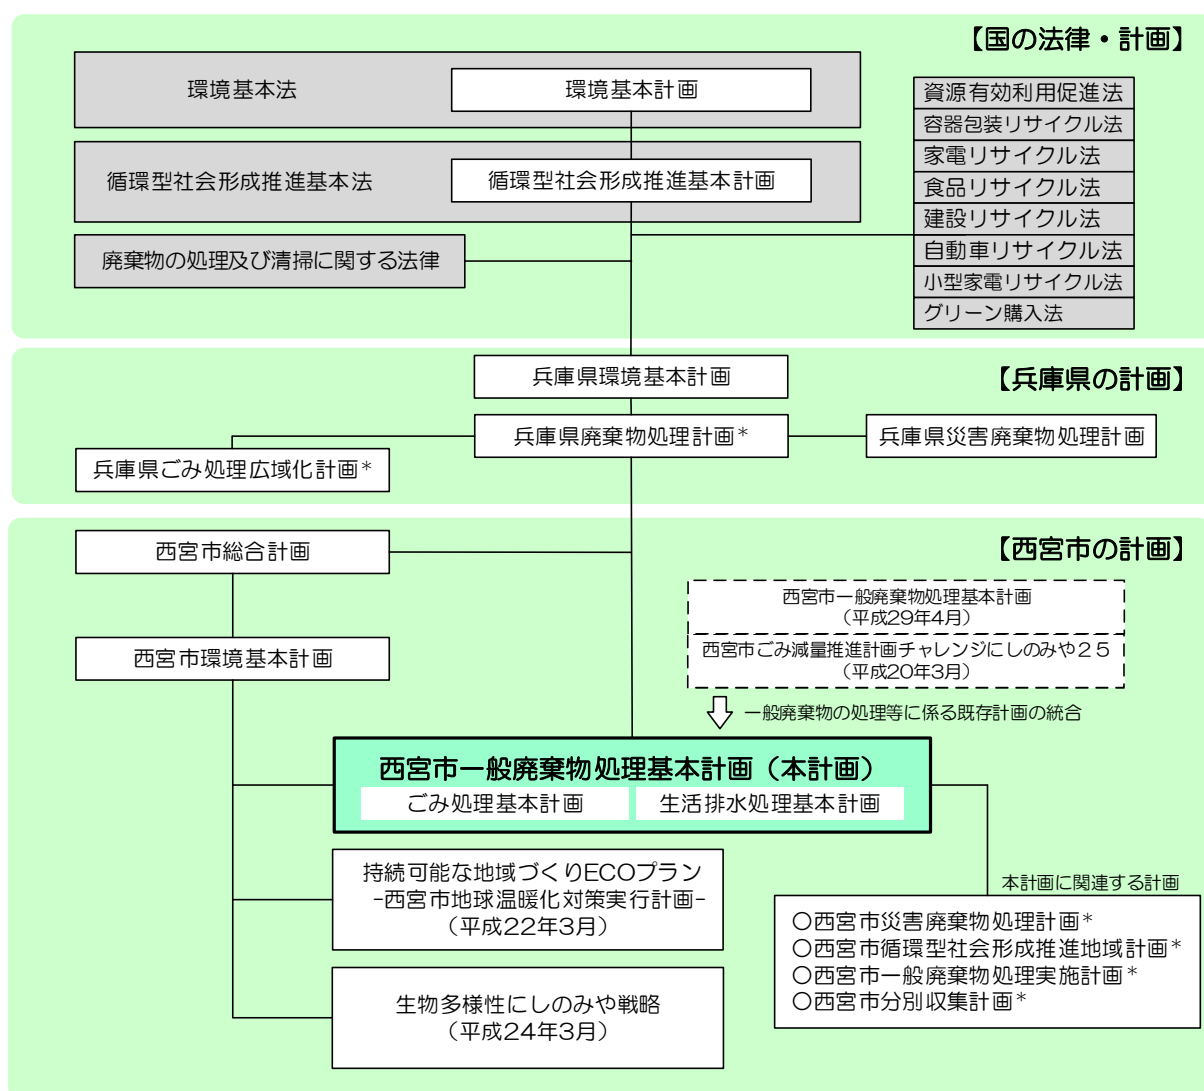 【国の法律・計画】
環境基本法
環境基本計画
循環型社会形成推進基本法
循環型社会形成推進基本計画
廃棄物の処理及び清掃に関する法律
資源有効利用促進法
容器包装リサイクル法
家電リサイクル法
食品リサイクル法
建設リサイクル法
自動車リサイクル法
小型家電リサイクル法
グリーン購入法
【兵庫県の計画】
兵庫県環境基本計画
兵庫県廃棄物処理計画*
兵庫県災害廃棄物処理計画
兵庫県ごみ処理広域化計画*
【西宮市の計画】
西宮市総合計画
西宮市環境基本計画
西宮市一般廃棄物処理基本計画
（平成29年4月）
西宮市ごみ減量推進計画チャレンジにしのみや２５
（平成20年3月）
一般廃棄物の処理等に係る既存計画の統合
西宮市一般廃棄物処理基本計画（本計画）
ごみ処理基本計画
生活排水処理基本計画
持続可能な地域づくりECOプラン
-西宮市地球温暖化対策実行計画-
（平成22年3月）
生物多様性にしのみや戦略
（平成24年3月）
本計画に関連する計画
○西宮市災害廃棄物処理計画*
○西宮市循環型社会形成推進地域計画*
○西宮市一般廃棄物処理実施計画*
○西宮市分別収集計画*